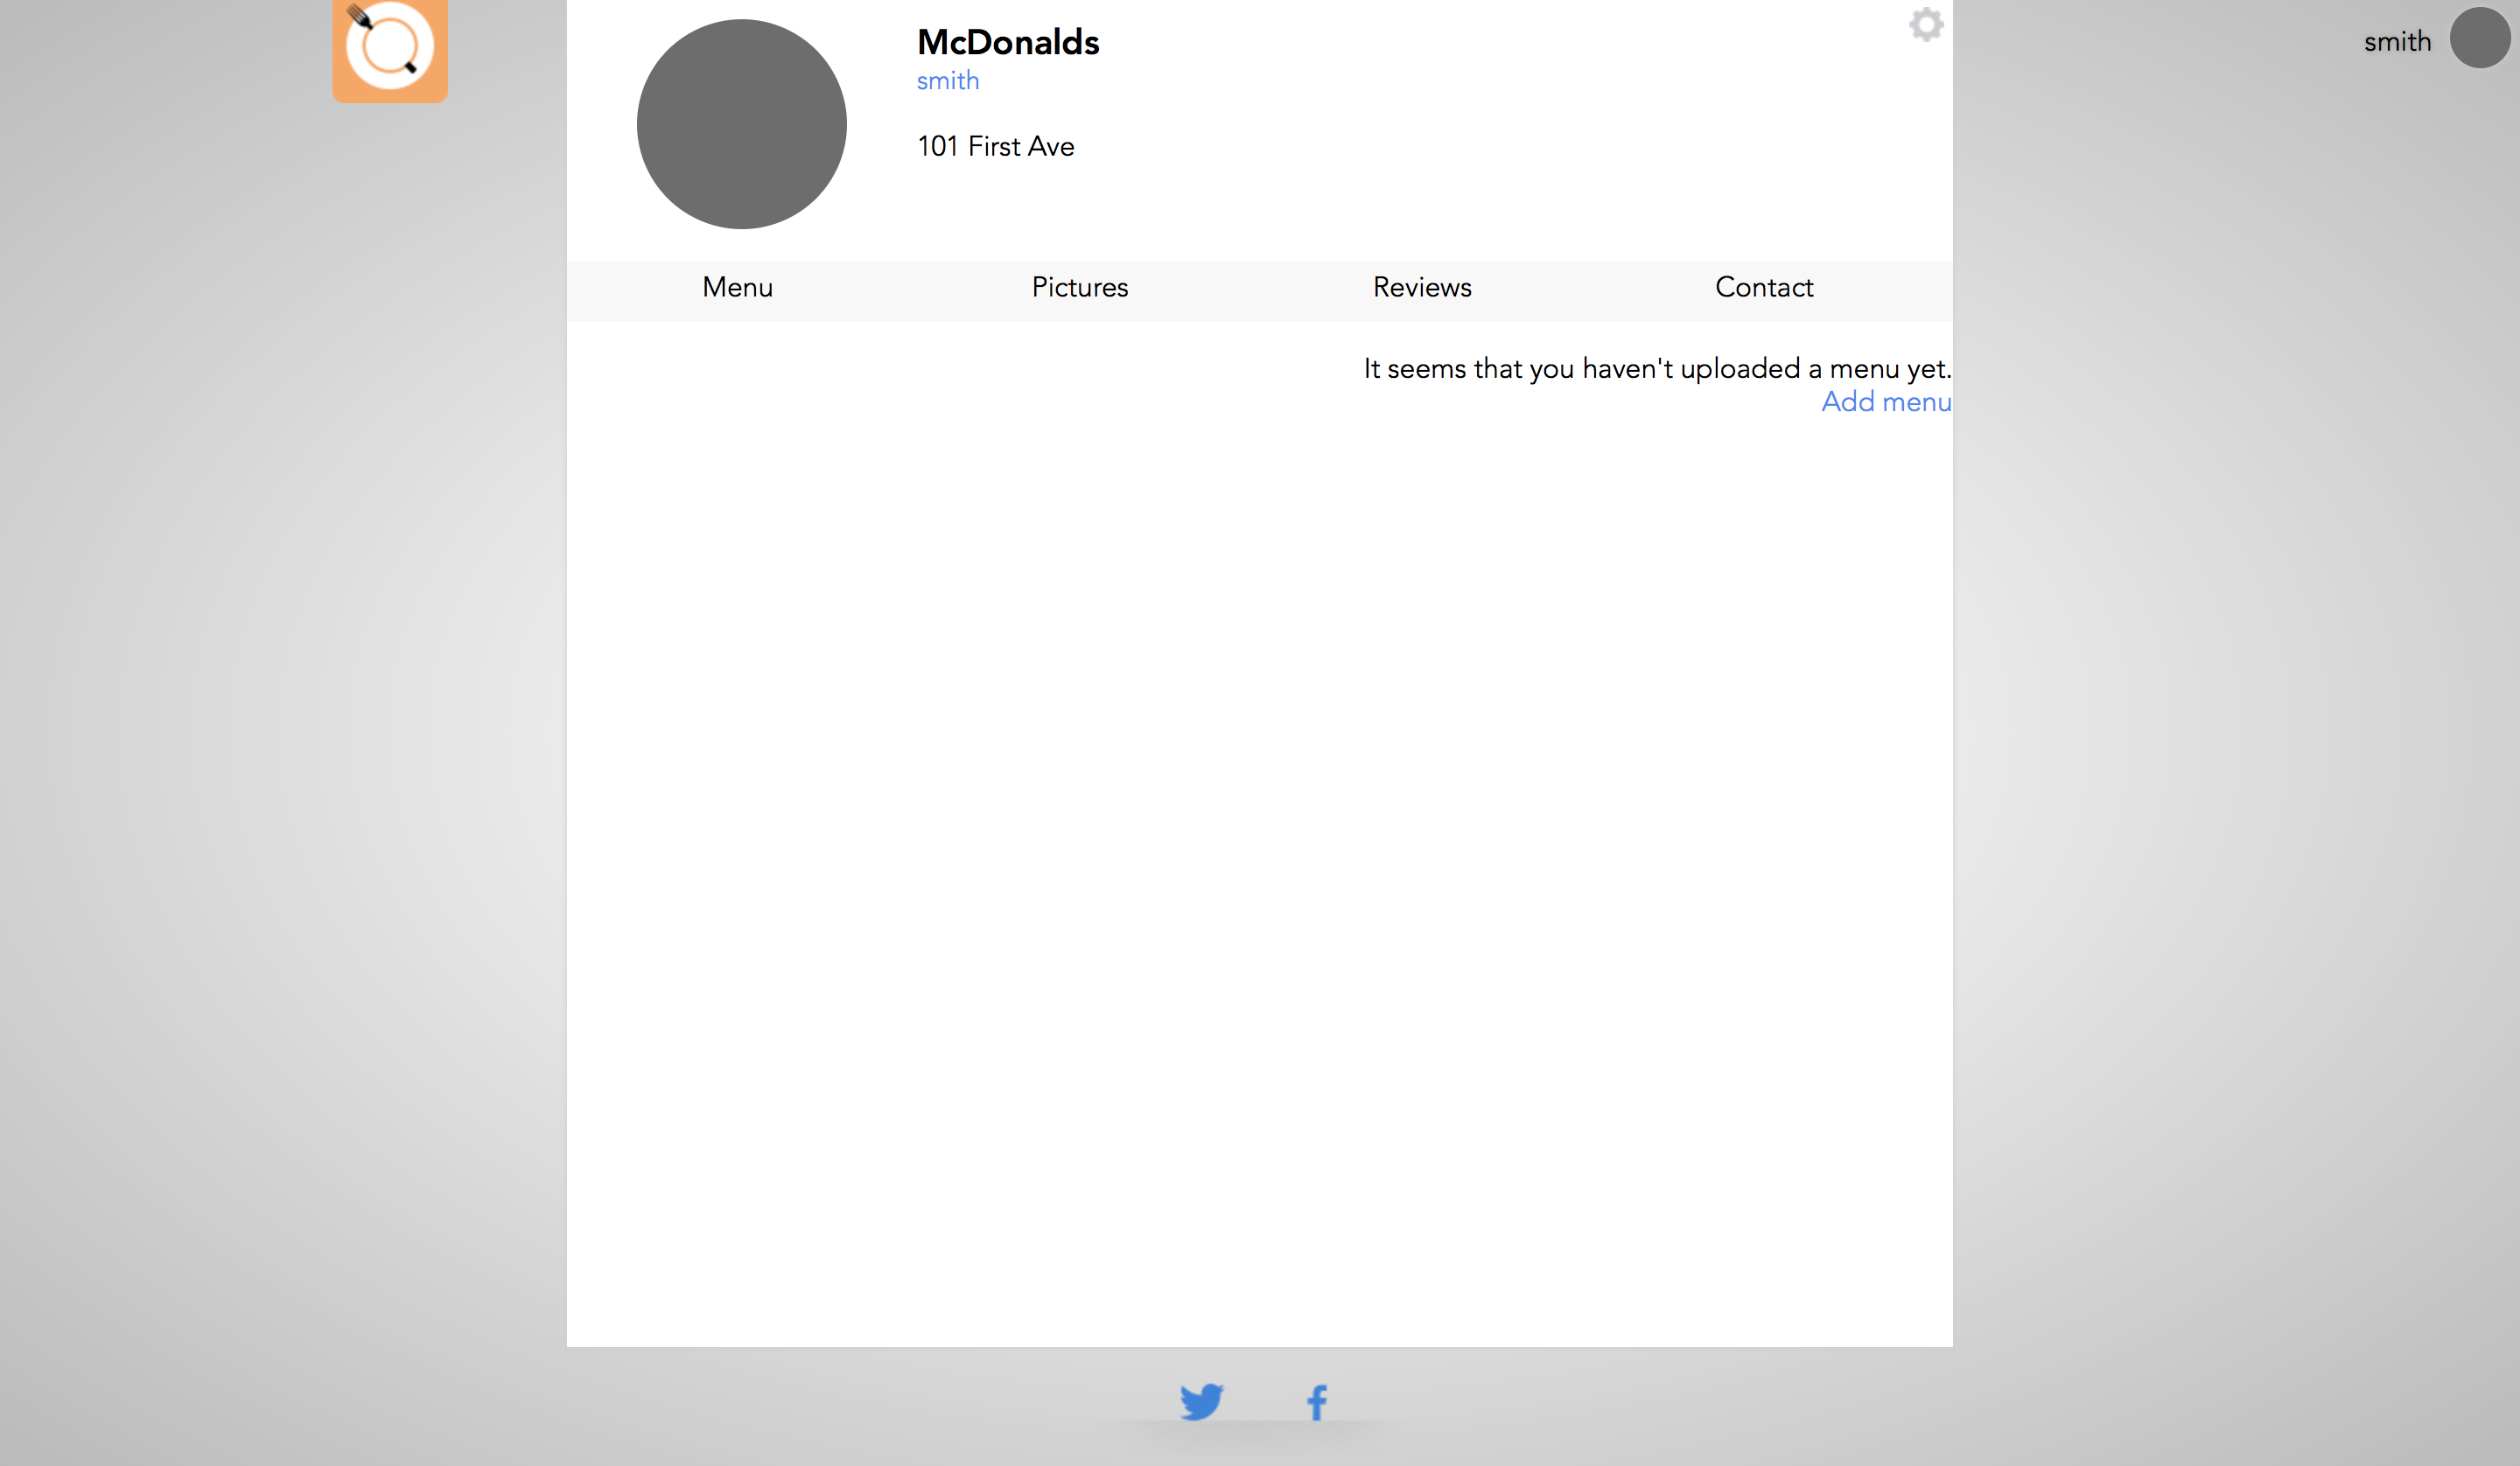 McDonalds
smith
101 First Ave
smith
Menu Pictures Reviews Contact
It seems that you haven't uploaded a menu yet.
Add menu